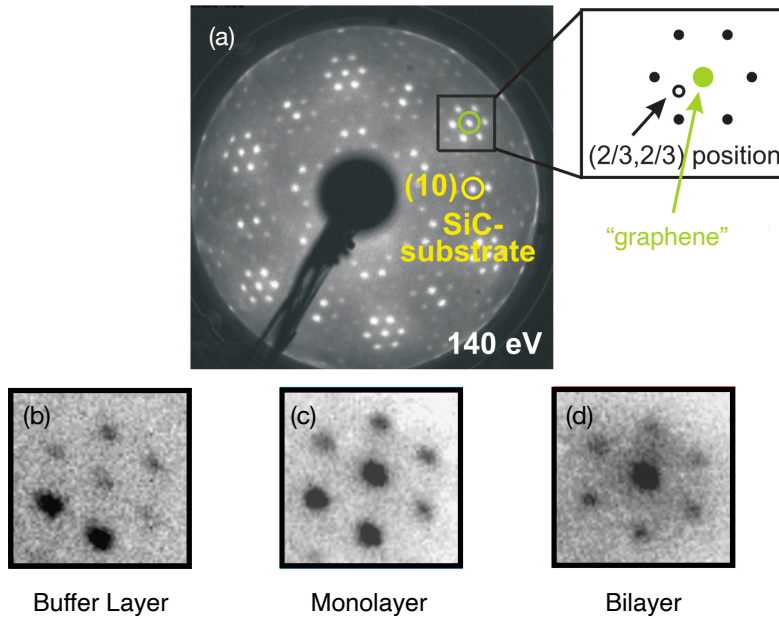 (a)
(10)
SiC-
substrate
140 eV
(2/3,2/3) position
“graphene”
(b)
(c)
(d)
Buffer Layer
Monolayer
Bilayer